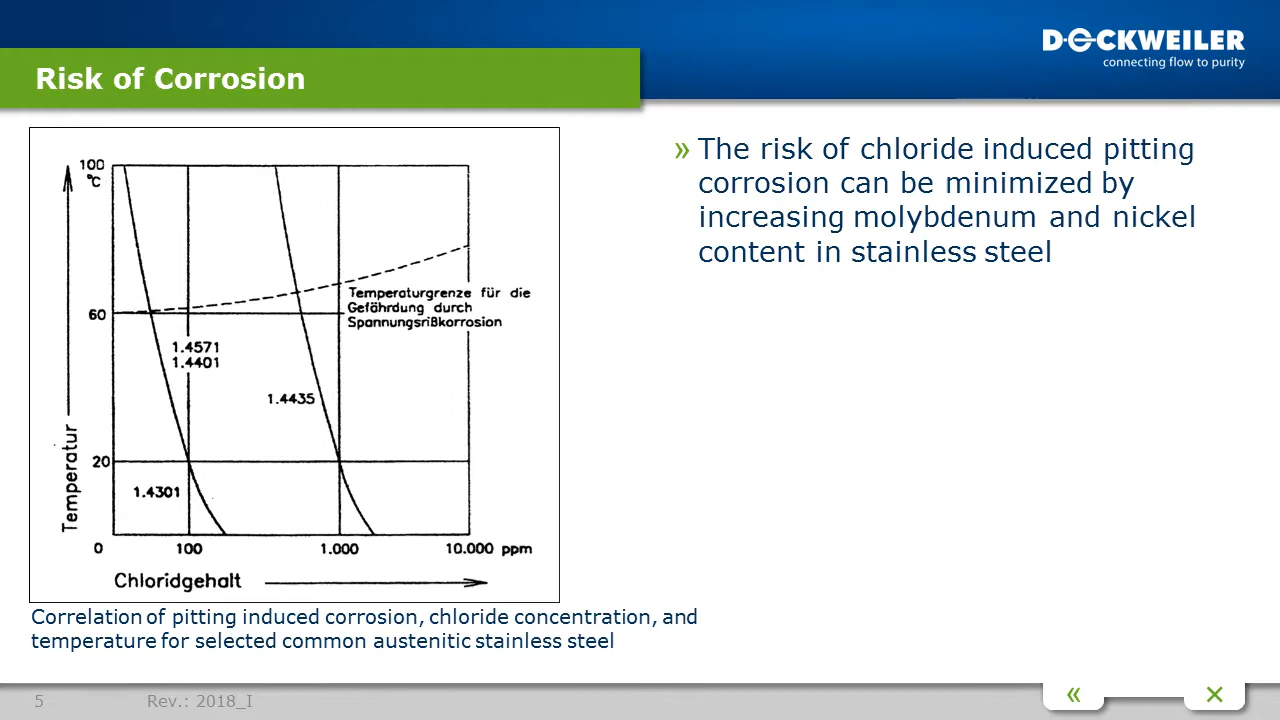 DOCKWEILER
connecting flow to purity
Risk of Corrosion
» The risk of chloride induced pitting
corrosion can be minimized by
increasing molybdenum and nickel
content in stainless steel
100
°C
60
20
0
Temperatur
Temperaturgrenze für die
Gefährdung durch
Spannungsrißkorrosion
1.4571
1.4401
1.4435
1.4301
100
1.000
10.000 ppm
Chloridgehalt
Correlation of pitting induced corrosion, chloride concentration, and
temperature for selected common austenitic stainless steel
5
Rev.: 2018_I
«
×